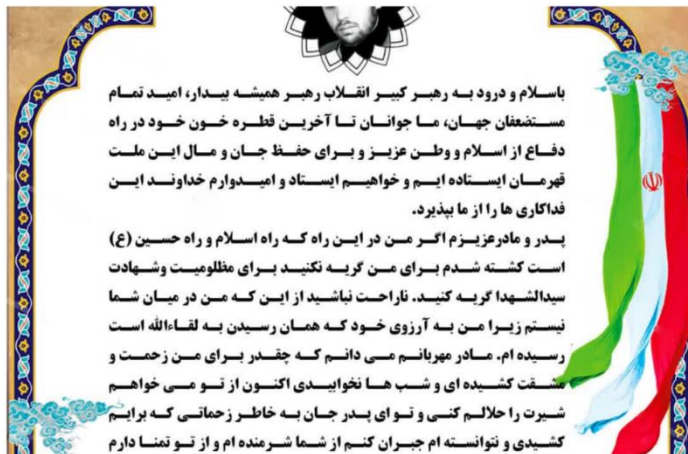 باسلام و درود به رهبر کبیر انقلاب رهبر همیشه بیدار، امید تمام
مستضعفان جهان، ما جوانان تا آخرین قطره خون خود در راه
دفاع از اسلام و وطن عزیز و برای حفظ جان و مال این ملت
قهرمان ایستاده ایم و خواهیم ایستاد و امیدوارم خداوند این
فداکاری ها را از ما بپذیرد.
پدر و مادرعزیزم اگر من در این راه که راه اسلام و راه حسین (ع)
است کشته شدم برای من گریه نکنید برای مظلومیت وشهادت
سیدالشهدا گریه کنید. ناراحت نباشید از این که من در میان شما
نیستم زیرا من به آرزوی خود که همان رسیدن به لقاءالله است
رسیده ام. مادر مهربانم می دانم که چقدر برای من زحمت و
مشقت کشیده ای و شب ها نخوابیدی اکنون از تو می خواهم
شیرت را حلالم کنی و تو ای پدر جان به خاطر زحماتی که برایم
کشیدی و نتوانسته ام جبران کنم از شما شرمنده ام و از تو تمنا دارم